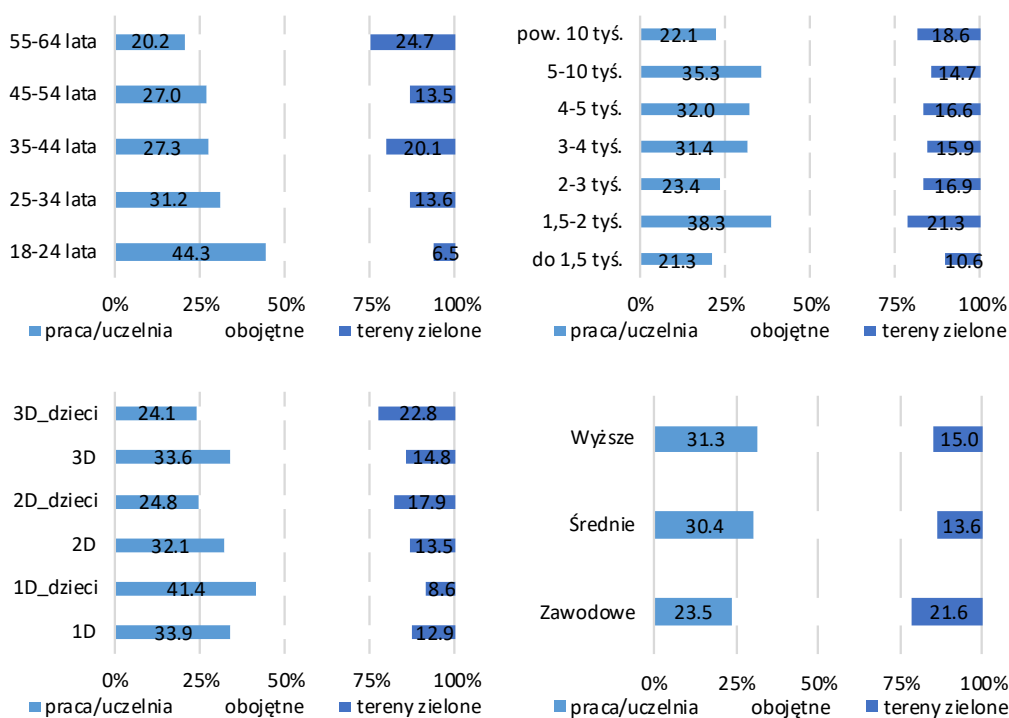 55-64 lata 20.2 24.7
45-54 lata 27.0 13.5
35-44 lata 27.3 20.1
25-34 lata 31.2 13.6
18-24 lata 44.3 6.5
0% 25% 50% 75% 100%
praca/uczelnia obojętne tereny zielone
pow. 10 tyś. 22.1 18.6
5-10 tyś. 35.3 14.7
4-5 tyś. 32.0 16.6
3-4 tyś. 31.4 15.9
2-3 tyś. 23.4 16.9
1,5-2 tyś. 38.3 21.3
do 1,5 tyś. 21.3 10.6
0% 25% 50% 75% 100%
praca/uczelnia obojętne tereny zielone
3D_dzieci 24.1 22.8
3D 33.6 14.8
2D_dzieci 24.8 17.9
2D 32.1 13.5
1D_dzieci 41.4 8.6
1D 33.9 12.9
0% 25% 50% 75% 100%
praca/uczelnia obojętne tereny zielone
Wyższe 31.3 15.0
Średnie 30.4 13.6
Zawodowe 23.5 21.6
0% 25% 50% 75% 100%
praca/uczelnia obojętne tereny zielone